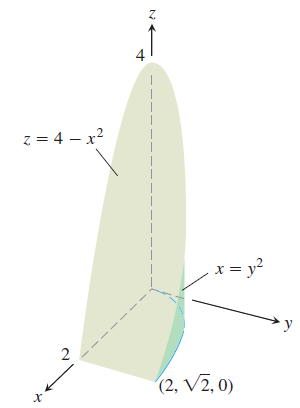 z
4
z = 4 − x²
x = y²
y
2
x
(2, √2, 0)